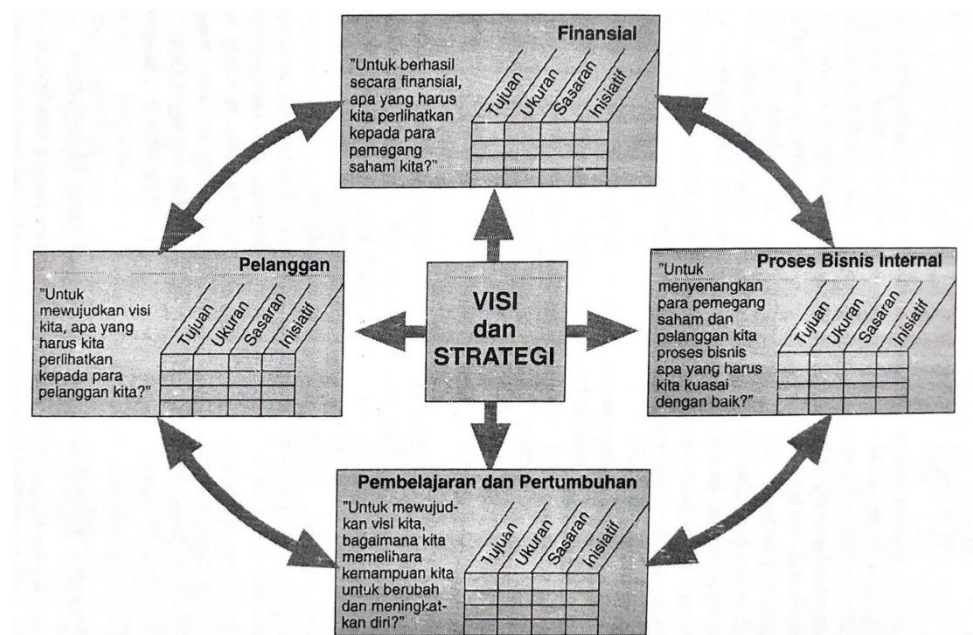 Finansial
"Untuk berhasil
secara finansial,
apa yang harus
kita perlihatkan
kepada para
pemegang
saham kita?"
Tujuan
Ukuran
Sasaran
Inisiatif
Pelanggan
"Untuk
mewujudkan visi
kita, apa yang
harus kita
perlihatkan
kepada para
pelanggan kita?"
Tujuan
Ukuran
Sasaran
Inisiatif
VISI
dan
STRATEGI
Proses Bisnis Internal
"Untuk
menyenangkan
para pemegang
saham dan
pelanggan kita
proses bisnis
apa yang harus
kita kuasai
dengan baik?"
Tujuan
Ukuran
Sasaran
Inisiatif
Pembelajaran dan Pertumbuhan
"Untuk mewujud-
kan visi kita,
bagaimana kita
memelihara
kemampuan kita
untuk berubah
dan meningkat-
kan diri?"
Tujuan
Ukuran
Sasaran
Inisiatif